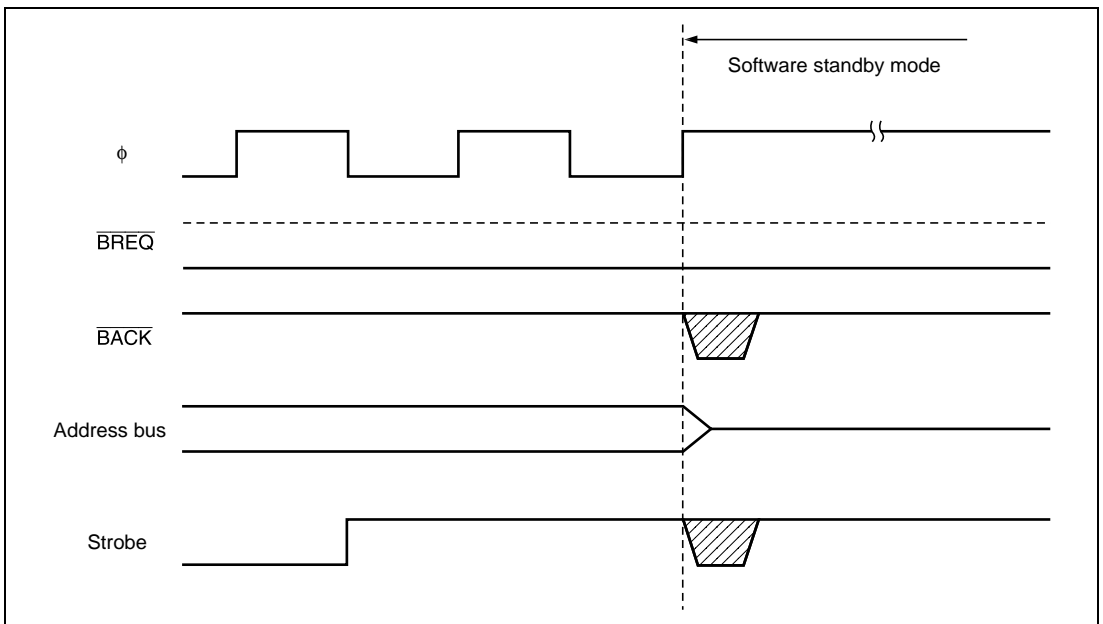 Software standby mode
φ
BREQ
BACK
Address bus
Strobe